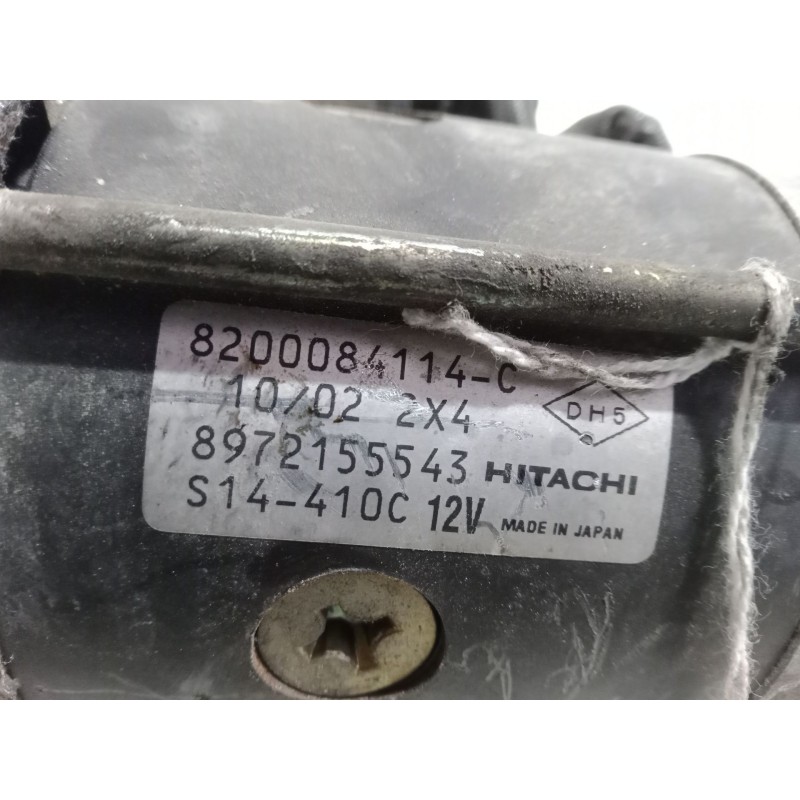 8200084114-C
10/02 2X4 DH5
8972155543 HITACHI
S14-410C 12V MADE IN JAPAN